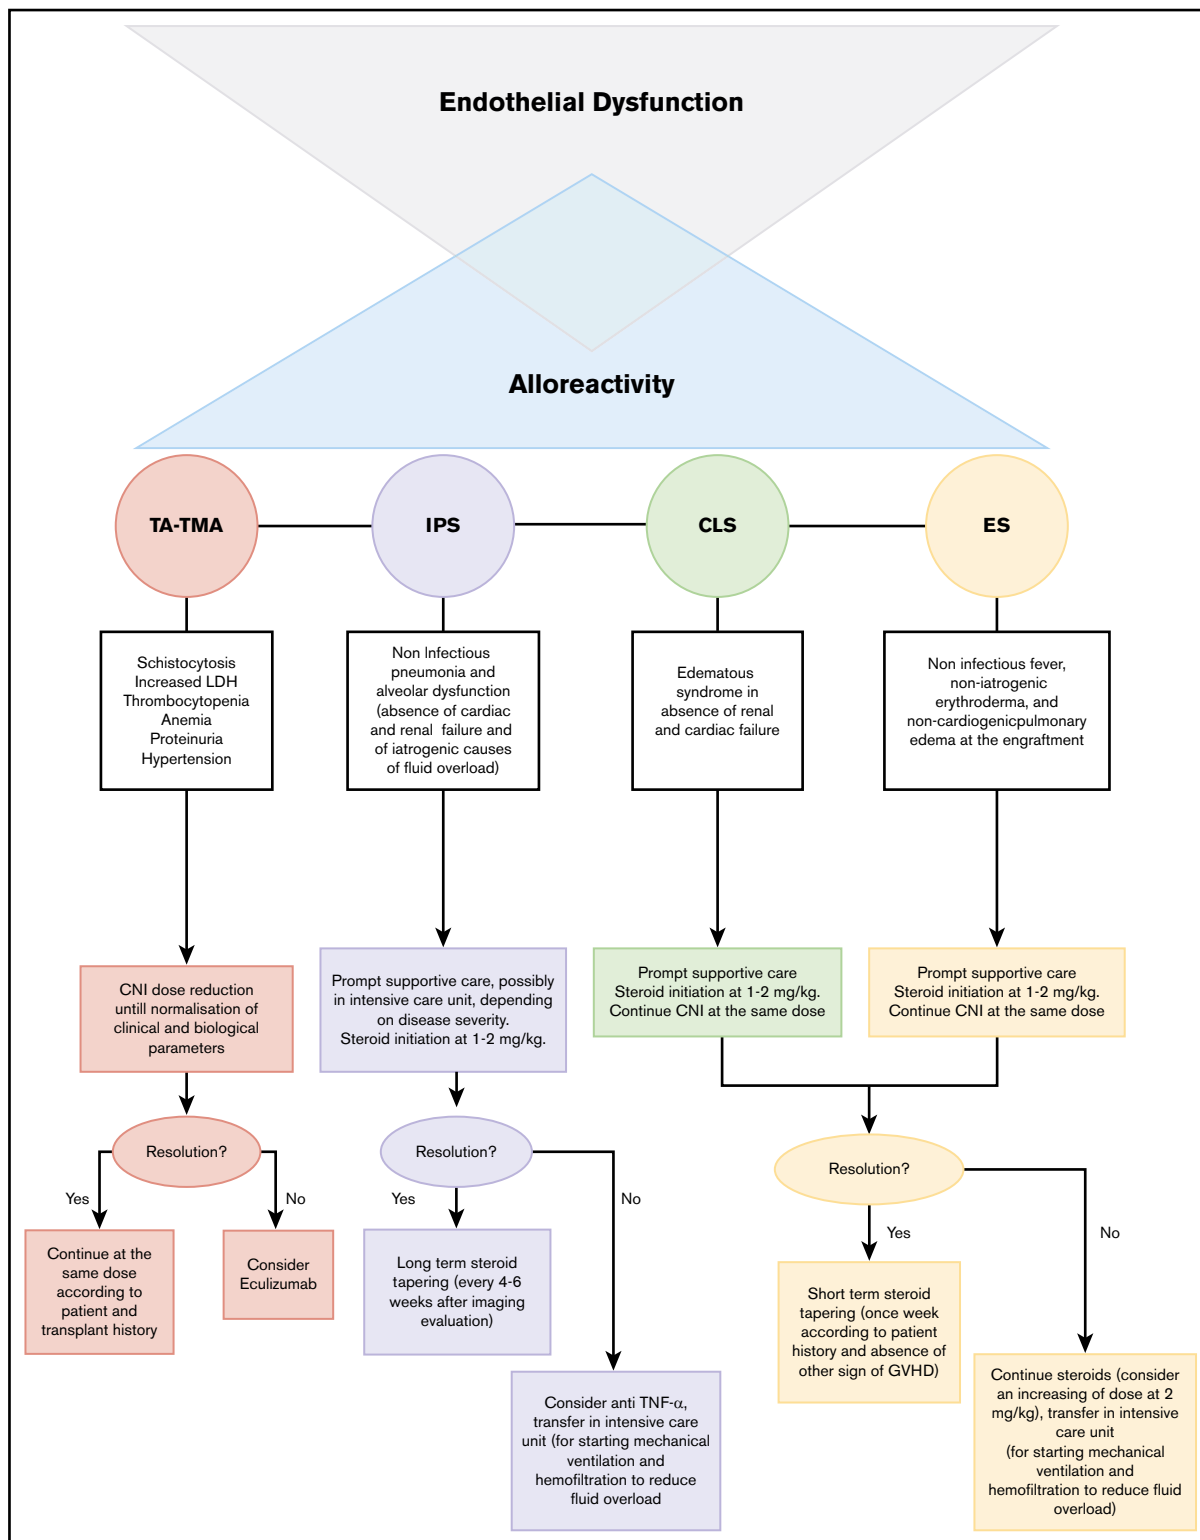 Endothelial Dysfunction
Alloreactivity
TA-TMA
IPS
CLS
ES
Schistocytosis
Increased LDH
Thrombocytopenia
Anemia
Proteinuria
Hypertension
Non Infectious
pneumonia and
alveolar dysfunction
(absence of cardiac
and renal failure and
of iatrogenic causes
of fluid overload)
Edematous
syndrome in
absence of renal
and cardiac failure
Non infectious fever,
non-iatrogenic
erythroderma, and
non-cardiogenicpulmonary
edema at the engraftment
CNI dose reduction
untill normalisation of
clinical and biological
parameters
Prompt supportive care, possibly
in intensive care unit, depending
on disease severity.
Steroid initiation at 1-2 mg/kg.
Prompt supportive care
Steroid initiation at 1-2 mg/kg.
Continue CNI at the same dose
Prompt supportive care
Steroid initiation at 1-2 mg/kg.
Continue CNI at the same dose
Resolution?
Yes
No
Continue at the
same dose
according to
patient and
transplant history
Consider
Eculizumab
Resolution?
Yes
No
Long term steroid
tapering (every 4-6
weeks after imaging
evaluation)
Consider anti TNF-α,
transfer in intensive care
unit (for starting mechanical
ventilation and
hemofiltration to reduce
fluid overload
Resolution?
Yes
No
Short term steroid
tapering (once week
according to patient
history and absence of
other sign of GVHD)
Continue steroids (consider
an increasing of dose at 2
mg/kg), transfer in intensive
care unit
(for starting mechanical
ventilation and
hemofiltration to reduce fluid
overload)